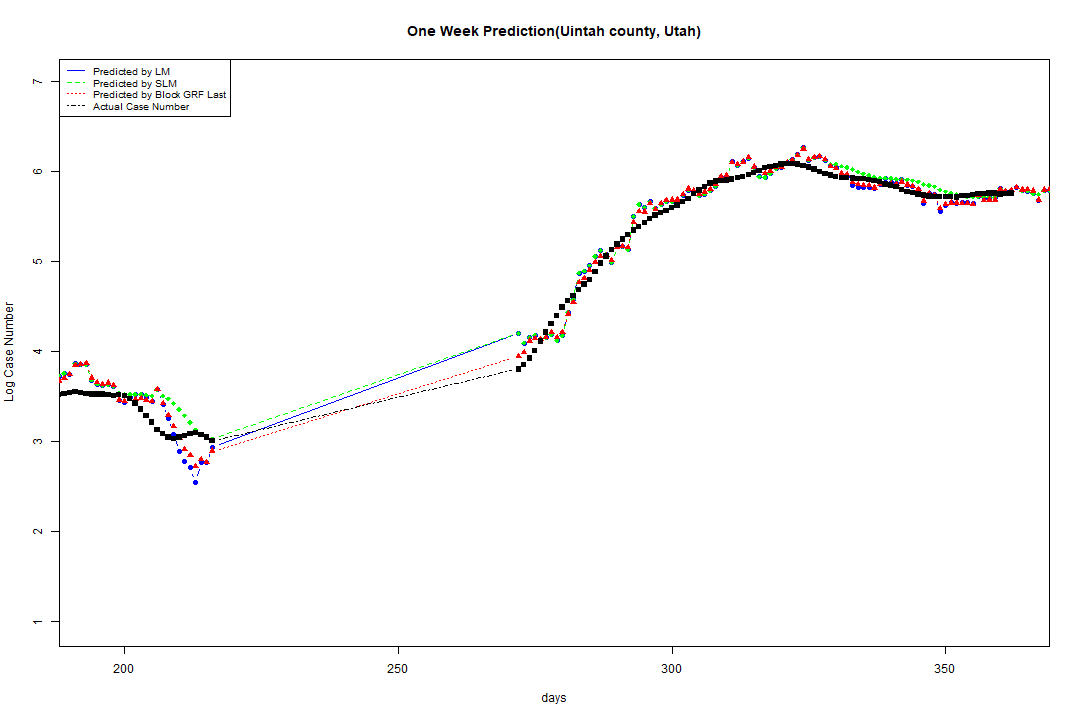 One Week Prediction(Uintah county, Utah)
Predicted by LM
Predicted by SLM
Predicted by Block GRF Last
Actual Case Number
7
6
5
4
3
2
1
Log Case Number
200
250
300
350
days